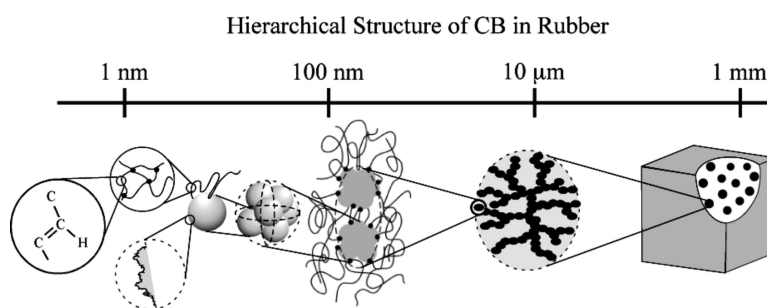 Hierarchical Structure of CB in Rubber
1 nm 100 nm 10 μm 1 mm
C
C
C H